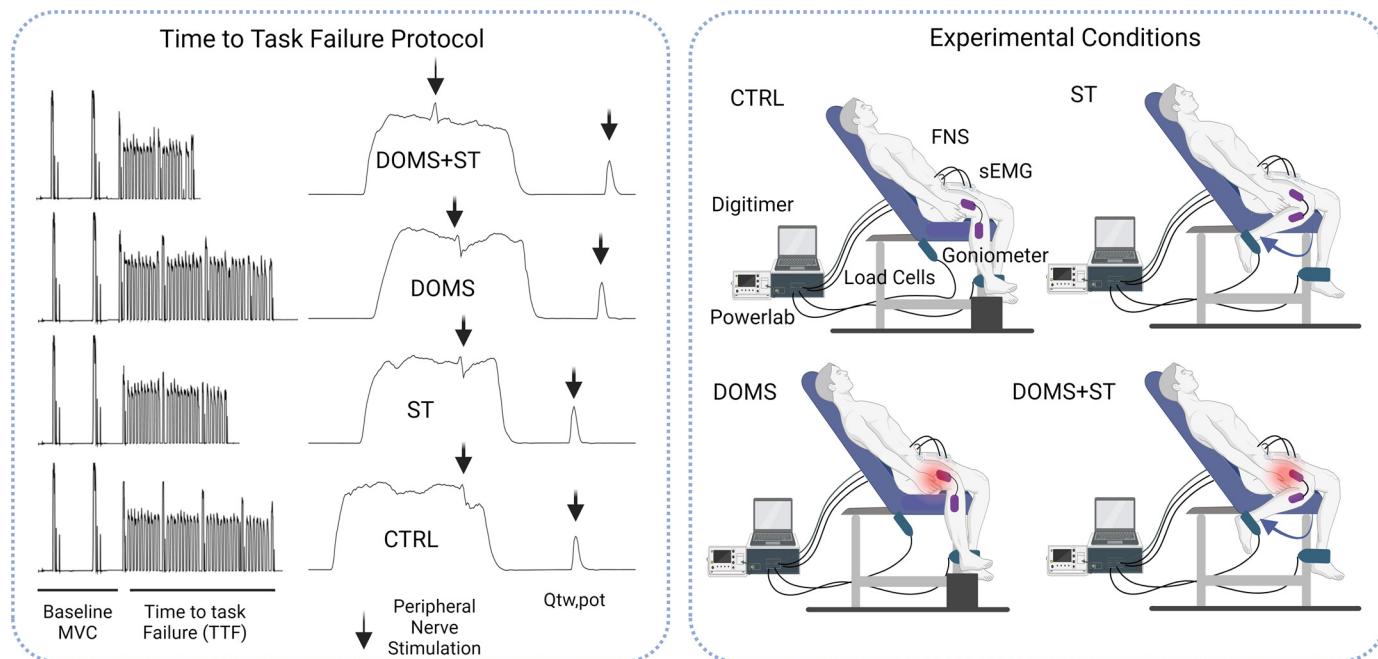 Time to Task Failure Protocol
DOMS+ST
DOMS
ST
CTRL
Baseline
MVC
Time to task
Failure (TTF)
Peripheral
Nerve
Stimulation
Qtw,pot
Experimental Conditions
CTRL
FNS
sEMG
Digitimer
Goniometer
Load Cells
Powerlab
ST
DOMS
DOMS+ST